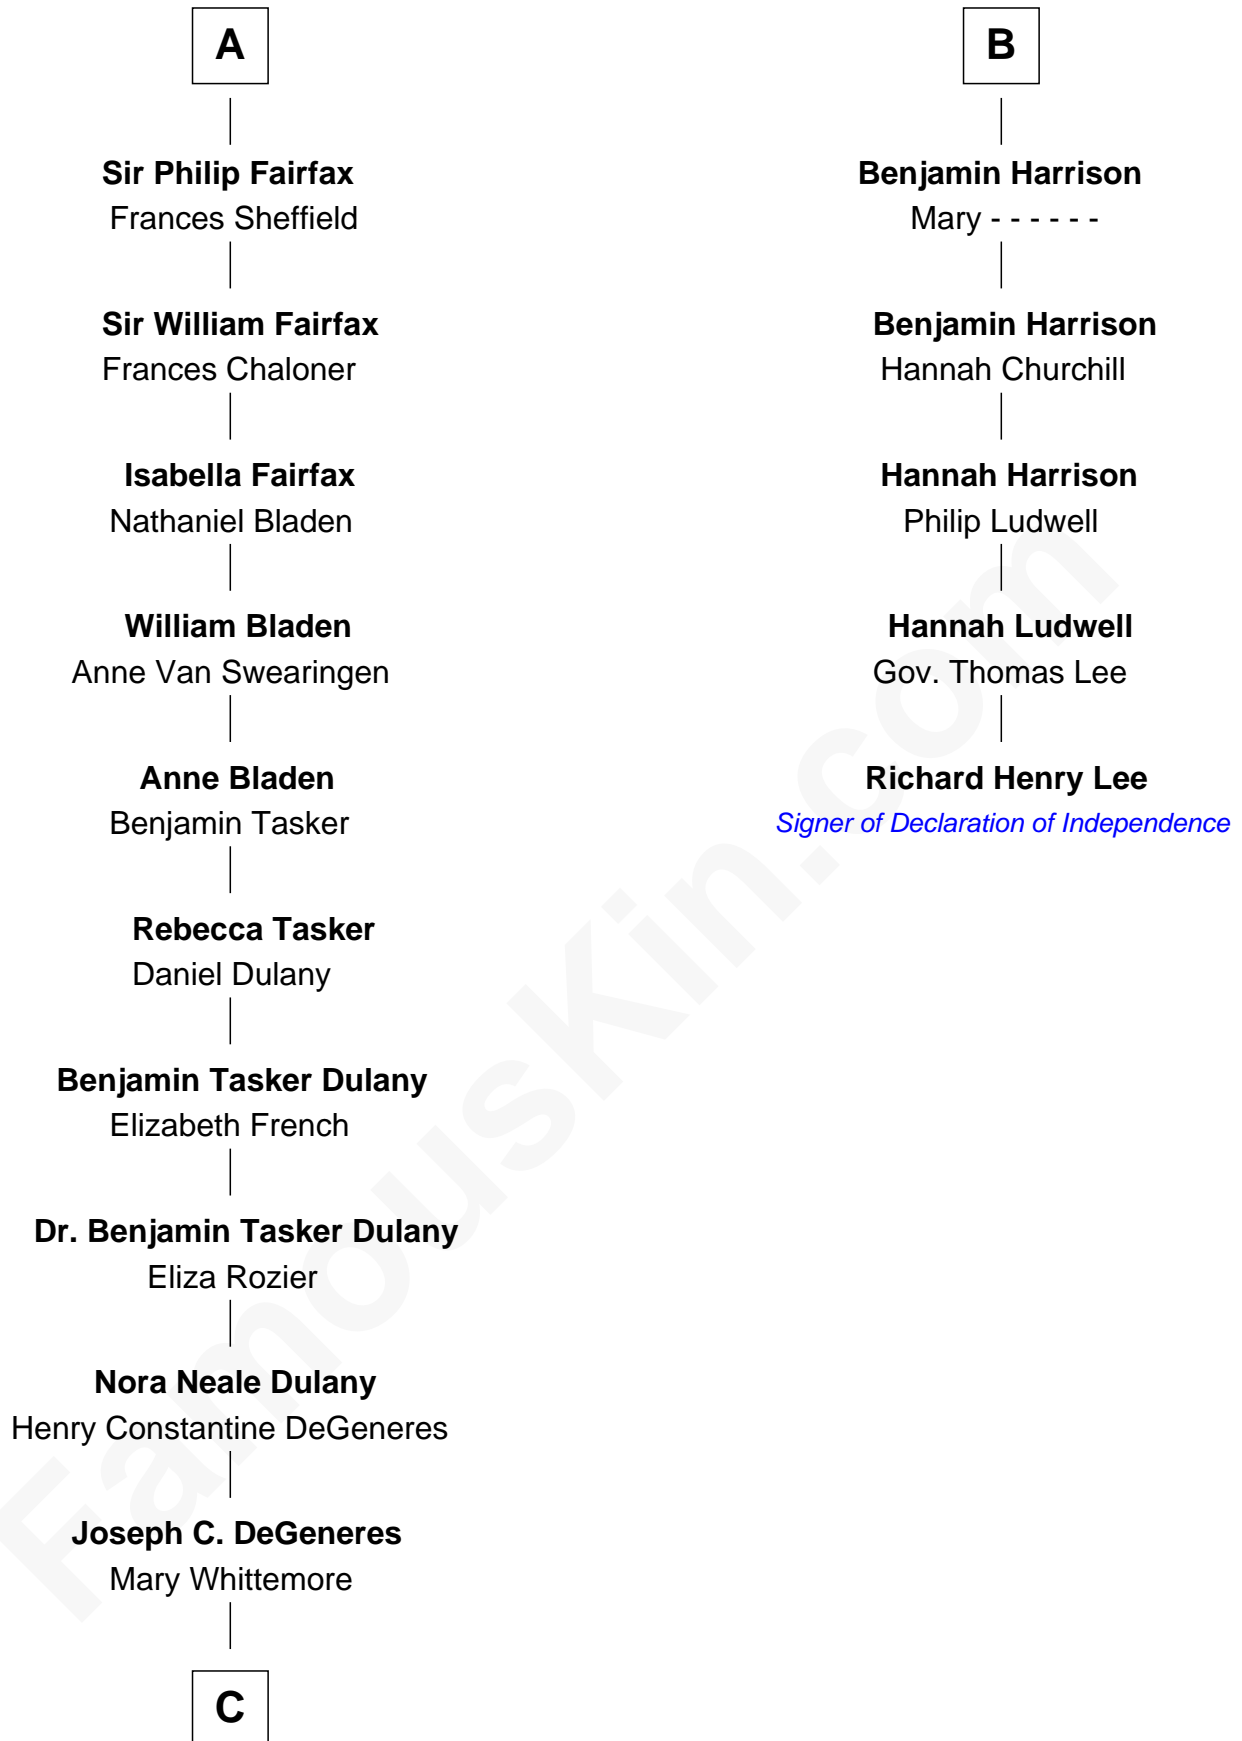 A
Sir Philip Fairfax
Frances Sheffield
Sir William Fairfax
Frances Chaloner
Isabella Fairfax
Nathaniel Bladen
William Bladen
Anne Van Swearingen
Anne Bladen
Benjamin Tasker
Rebecca Tasker
Daniel Dulany
Benjamin Tasker Dulany
Elizabeth French
Dr. Benjamin Tasker Dulany
Eliza Rozier
Nora Neale Dulany
Henry Constantine DeGeneres
Joseph C. DeGeneres
Mary Whittemore
C
B
Benjamin Harrison
Mary - - - - - -
Benjamin Harrison
Hannah Churchill
Hannah Harrison
Philip Ludwell
Hannah Ludwell
Gov. Thomas Lee
Richard Henry Lee
Signer of Declaration of Independence
FamousKin.com